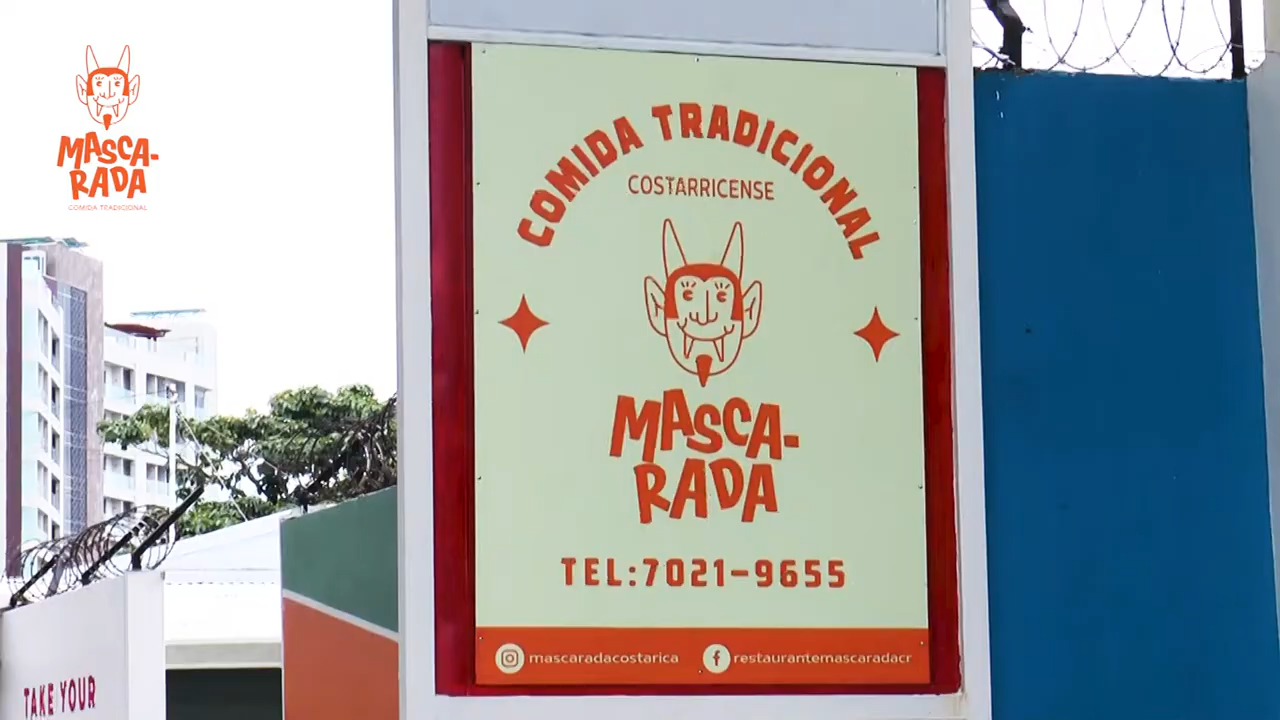 MASCA-
RADA
COMIDA TRADICIONAL
COMIDA TRADICIONAL
COSTARRICENSE
MASCA-
RADA
TEL:7021-9655
mascaradacostarica
restaurantemascaradacr
TAKE YOUR